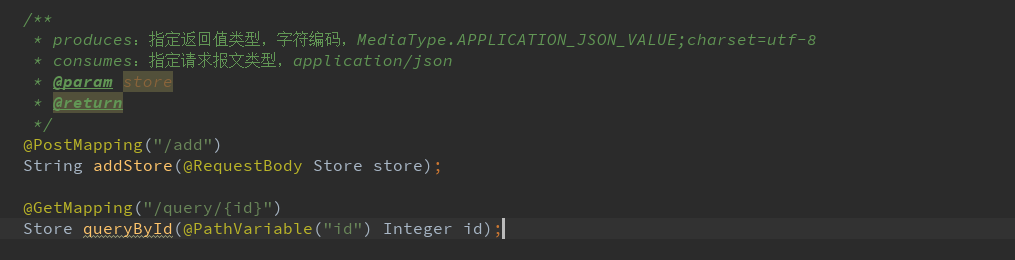 /**
* produces：指定返回值类型，字符编码，MediaType.APPLICATION_JSON_VALUE;charset=utf-8
* consumes：指定请求报文类型，application/json
* @param store
* @return
*/
@PostMapping("/add")
String addStore(@RequestBody Store store);
@GetMapping("/query/{id}")
Store queryById(@PathVariable("id") Integer id);